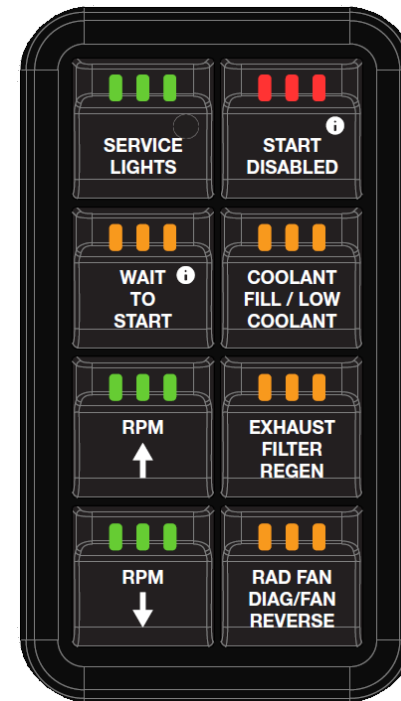 SERVICE
LIGHTS
START
DISABLED
WAIT
TO
START
COOLANT
FILL / LOW
COOLANT
RPM
EXHAUST
FILTER
REGEN
RPM
RAD FAN
DIAG/FAN
REVERSE